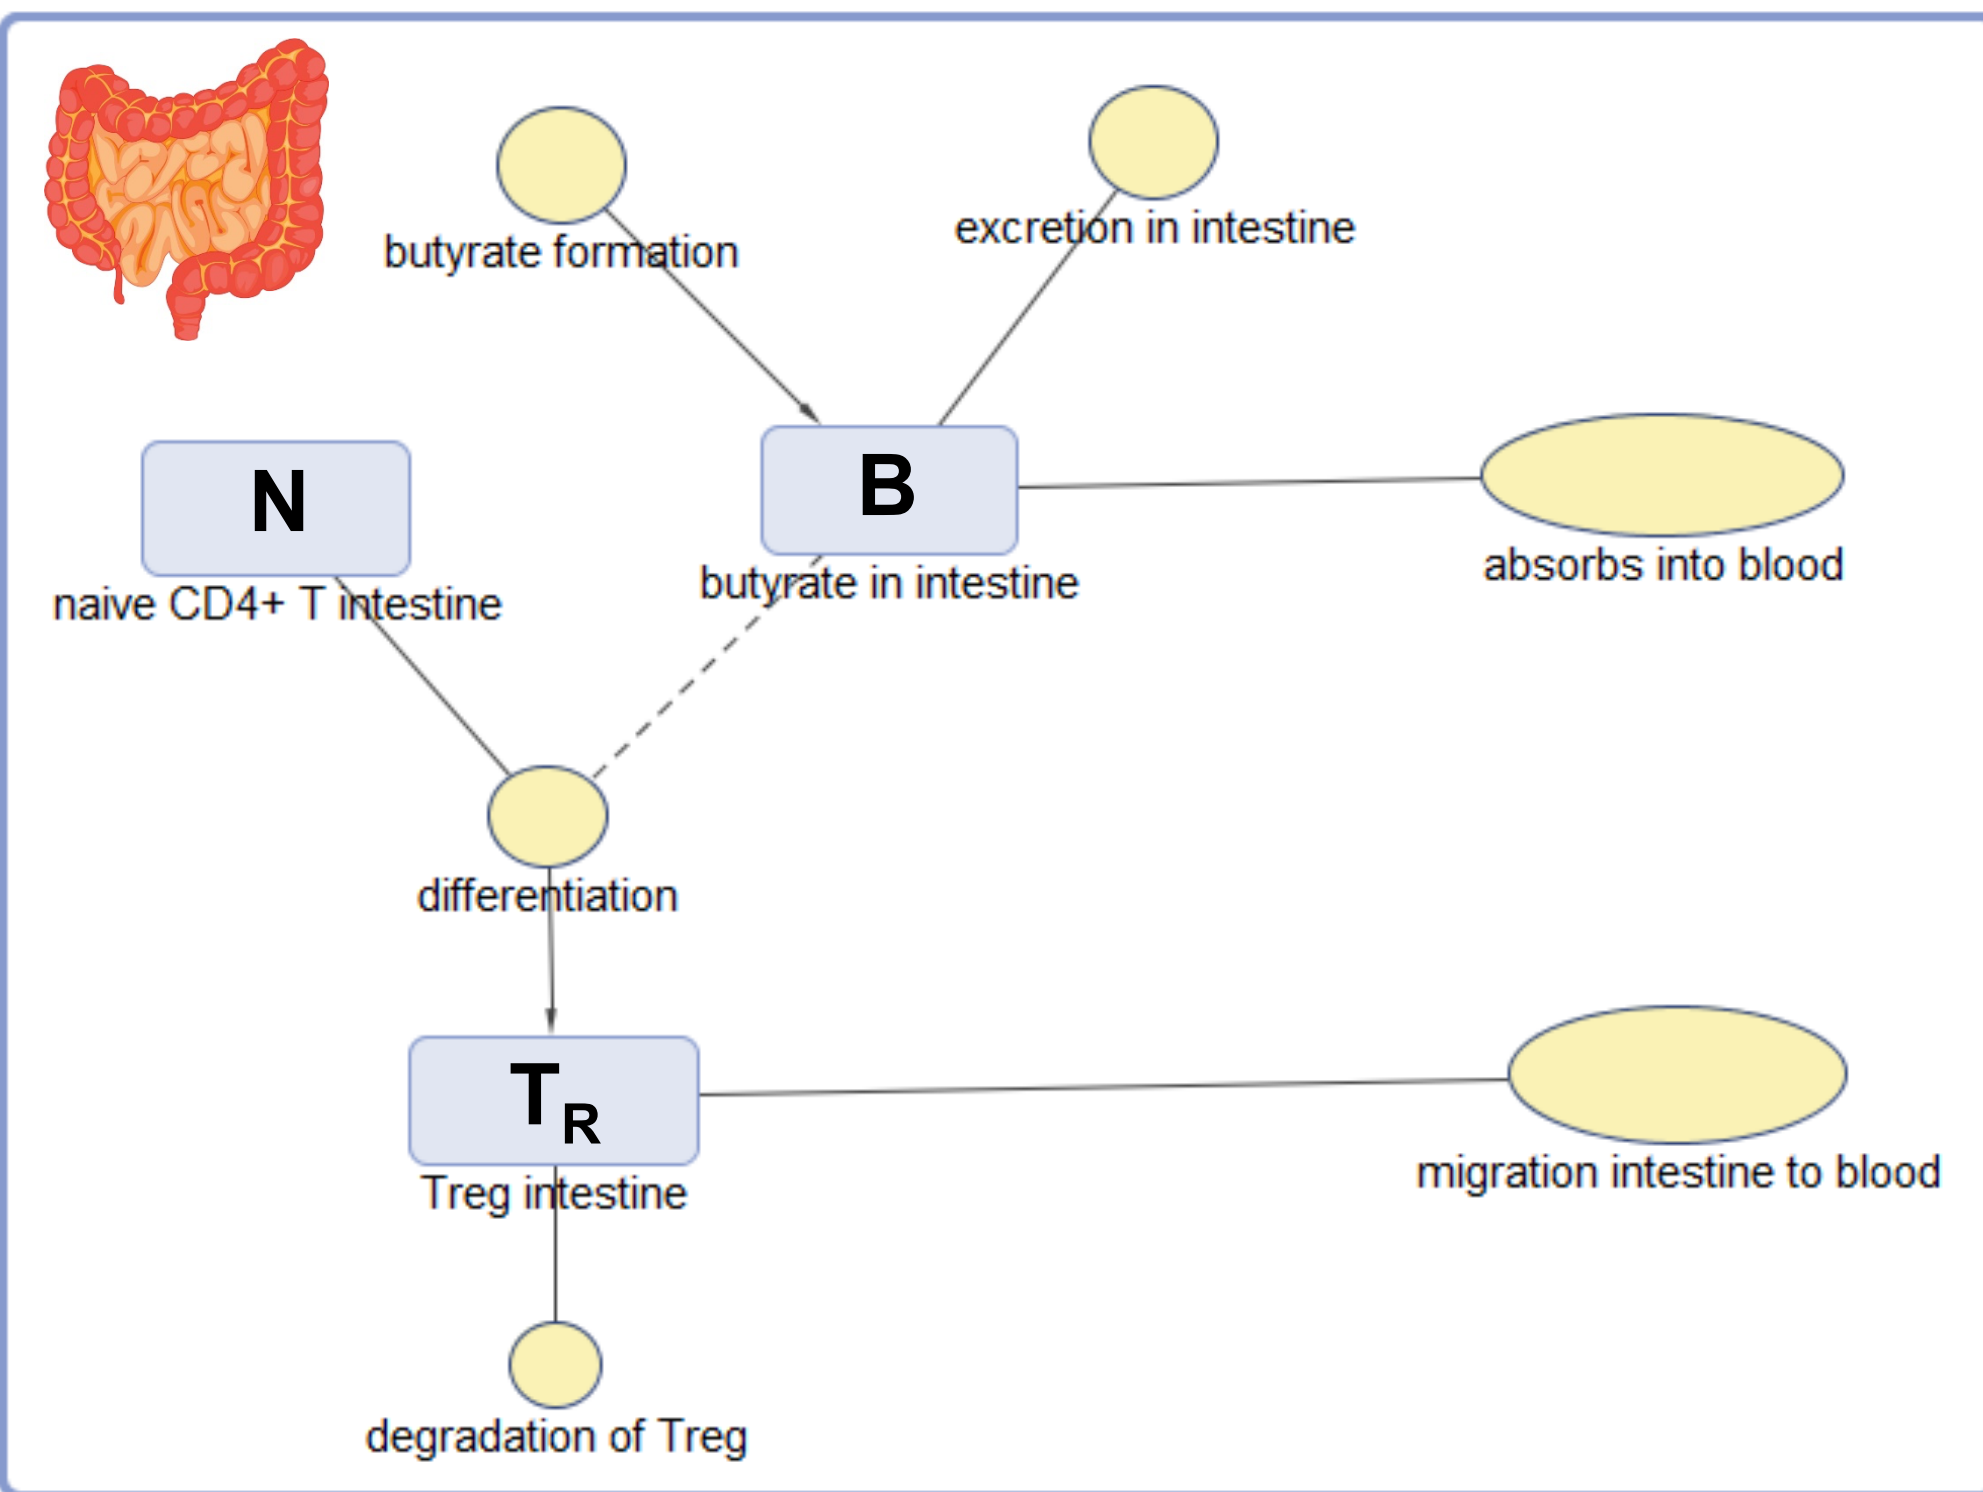 butyrate formation
excretion in intestine
N
naive CD4+ T intestine
B
butyrate in intestine
absorbs into blood
differentiation
TR
Treg intestine
migration intestine to blood
degradation of Treg